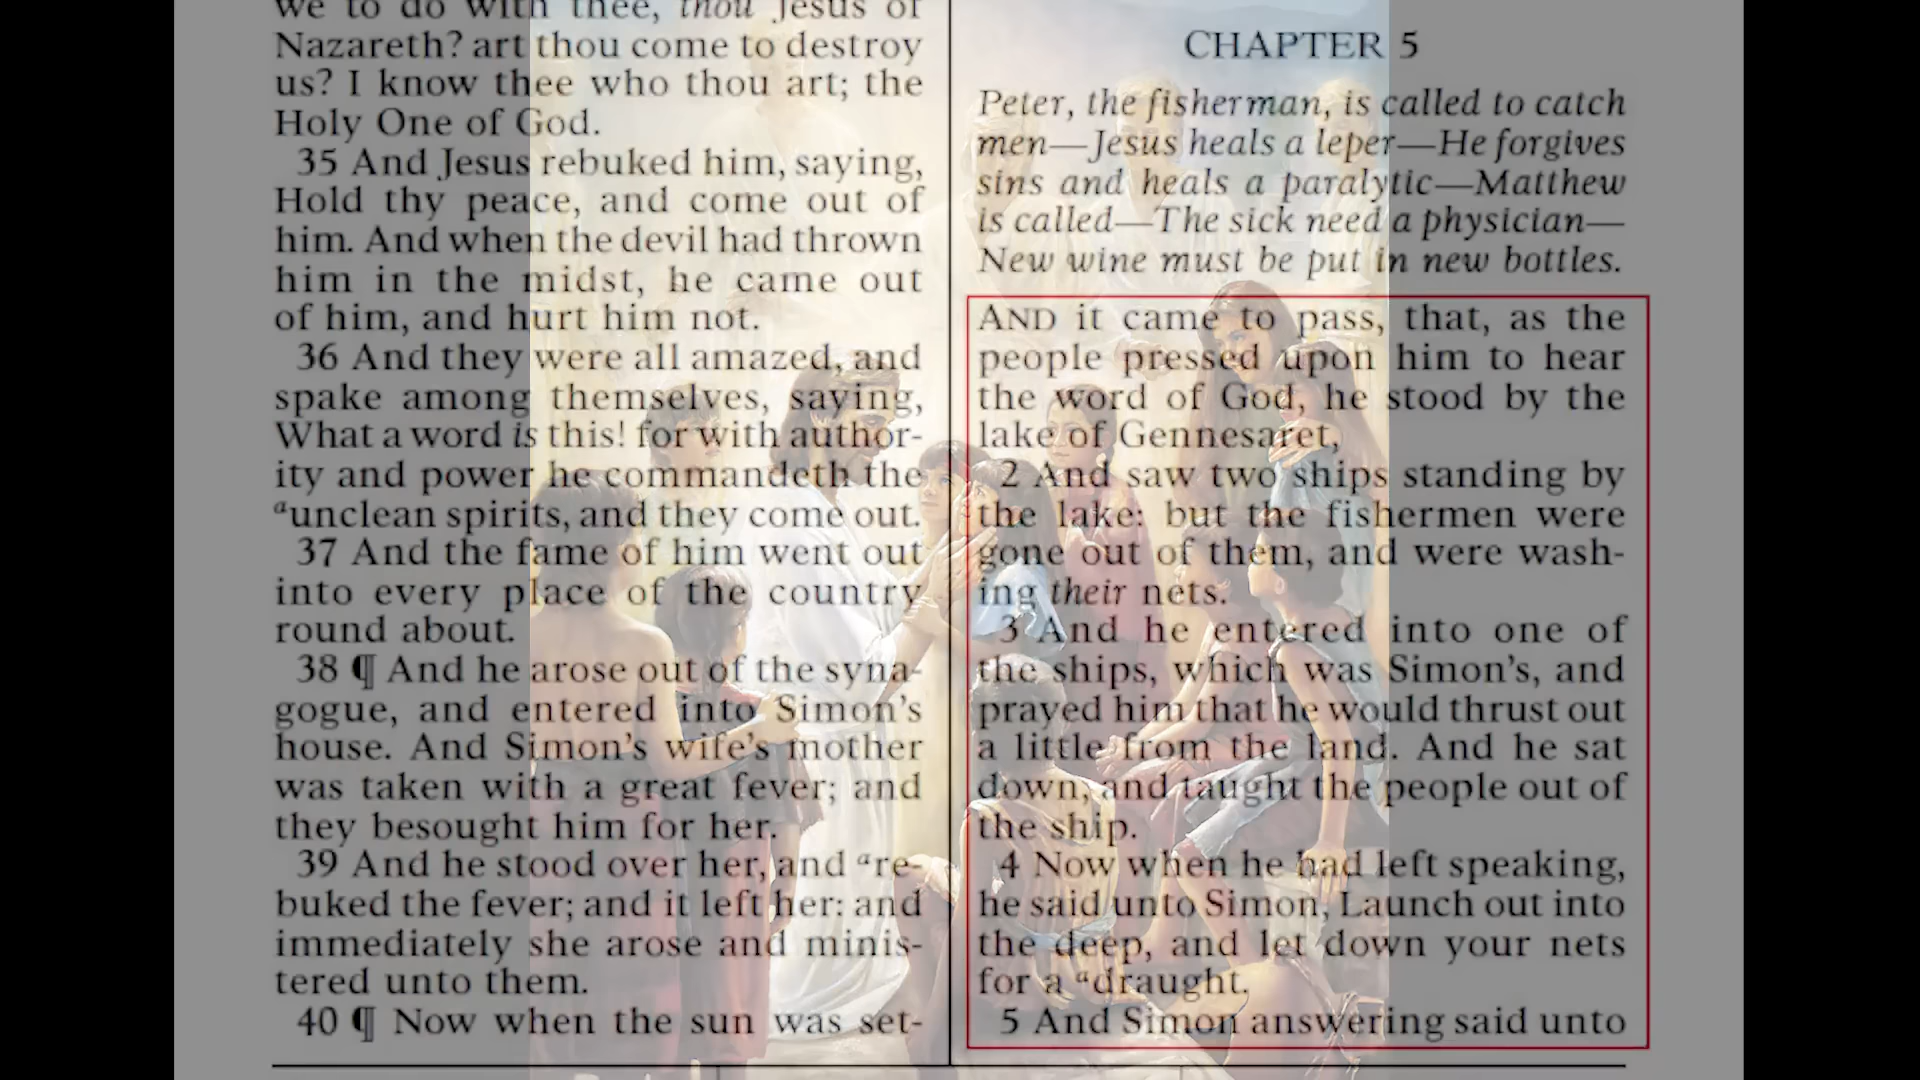 we to do with thee, thou Jesus of
Nazareth? art thou come to destroy
us? I know thee who thou art; the
Holy One of God.
35 And Jesus rebuked him, saying,
Hold thy peace, and come out of
him. And when the devil had thrown
him in the midst, he came out
of him, and hurt him not.
36 And they were all amazed, and
spake among themselves, saying,
What a word is this! for with author-
ity and power he commandeth the
aunclean spirits, and they come out.
37 And the fame of him went out
into every place of the country
round about.
38 ¶ And he arose out of the syna-
gogue, and entered into Simon's
house. And Simon's wife's mother
was taken with a great fever; and
they besought him for her.
39 And he stood over her, and are-
buked the fever; and it left her: and
immediately she arose and minis-
tered unto them.
40 ¶ Now when the sun was set-
CHAPTER 5
Peter, the fisherman, is called to catch
men—Jesus heals a leper—He forgives
sins and heals a paralytic—Matthew
is called—The sick need a physician—
New wine must be put in new bottles.
AND it came to pass, that, as the
people pressed upon him to hear
the word of God, he stood by the
lake of Gennesaret,
2 And saw two ships standing by
the lake: but the fishermen were
gone out of them, and were wash-
ing their nets.
3 And he entered into one of
the ships, which was Simon's, and
prayed him that he would thrust out
a little from the land. And he sat
down, and taught the people out of
the ship.
4 Now when he had left speaking,
he said unto Simon, Launch out into
the deep, and let down your nets
for a adraught.
5 And Simon answering said unto